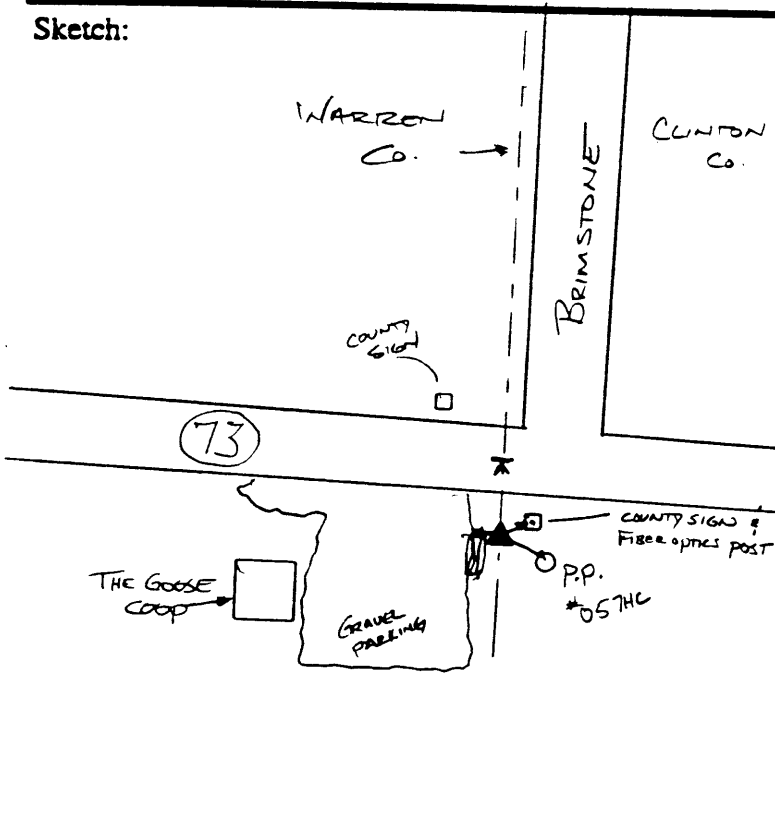 Sketch:
WARREN
Co.
CLINTON
Co.
BRIMSTONE
COUNTY
SIGN
73
COUNTY SIGN &
FIBER OPTICS POST
P.P.
#057HC
THE GOOSE
COOP
GRAVEL
PARKING